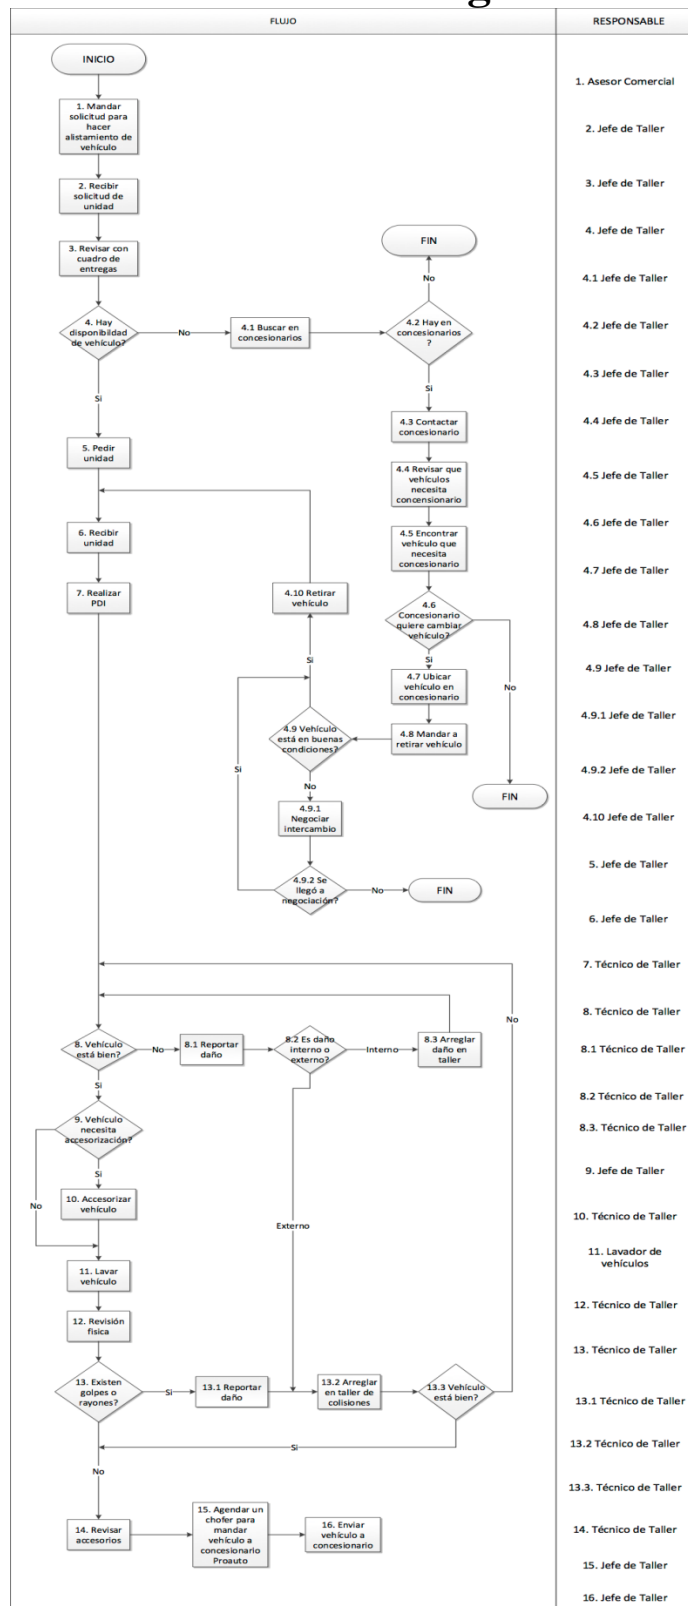 g
FLUJO
RESPONSABLE
INICIO
1. Mandar
solicitud para
hacer
alistamiento de
vehículo
2. Recibir
solicitud de
unidad
3. Revisar con
cuadro de
entregas
4. Hay
disponibilidad
de vehículo?
No
4.1 Buscar en
concesionarios
4.2 Hay en
concesionarios
?
No
FIN
Si
Si
4.3 Contactar
concesionario
4.4 Revisar que
vehículos
necesita
concensionario
4.5 Encontrar
vehículo que
necesita
concesionario
4.6
Concesionario
quiere cambiar
vehículo?
No
FIN
Si
4.7 Ubicar
vehículo en
concesionario
4.8 Mandar a
retirar vehículo
4.9 Vehículo
está en buenas
condiciones?
Si
4.10 Retirar
vehículo
No
4.9.1
Negociar
intercambio
4.9.2 Se
llegó a
negociación?
Si
No
FIN
5. Pedir
unidad
6. Recibir
unidad
7. Realizar
PDI
8. Vehículo
está bien?
No
8.1 Reportar
daño
8.2 Es daño
interno o
externo?
Interno
8.3 Arreglar
daño en
taller
No
Si
9. Vehículo
necesita
accesorización?
Si
No
10. Accesorizar
vehículo
Externo
11. Lavar
vehículo
12. Revisión
física
13. Existen
golpes o
rayones?
Si
13.1 Reportar
daño
13.2 Arreglar
en taller de
colisiones
13.3 Vehículo
está bien?
Si
No
14. Revisar
accesorios
15. Agendar un
chofer para
mandar
vehículo a
concesionario
Proauto
16. Enviar
vehículo a
concesionario
1. Asesor Comercial
2. Jefe de Taller
3. Jefe de Taller
4. Jefe de Taller
4.1 Jefe de Taller
4.2 Jefe de Taller
4.3 Jefe de Taller
4.4 Jefe de Taller
4.5 Jefe de Taller
4.6 Jefe de Taller
4.7 Jefe de Taller
4.8 Jefe de Taller
4.9 Jefe de Taller
4.9.1 Jefe de Taller
4.9.2 Jefe de Taller
4.10 Jefe de Taller
5. Jefe de Taller
6. Jefe de Taller
7. Técnico de Taller
8. Técnico de Taller
8.1 Técnico de Taller
8.2 Técnico de Taller
8.3. Técnico de Taller
9. Jefe de Taller
10. Técnico de Taller
11. Lavador de
vehículos
12. Técnico de Taller
13. Técnico de Taller
13.1 Técnico de Taller
13.2 Técnico de Taller
13.3. Técnico de Taller
14. Técnico de Taller
15. Jefe de Taller
16. Jefe de Taller